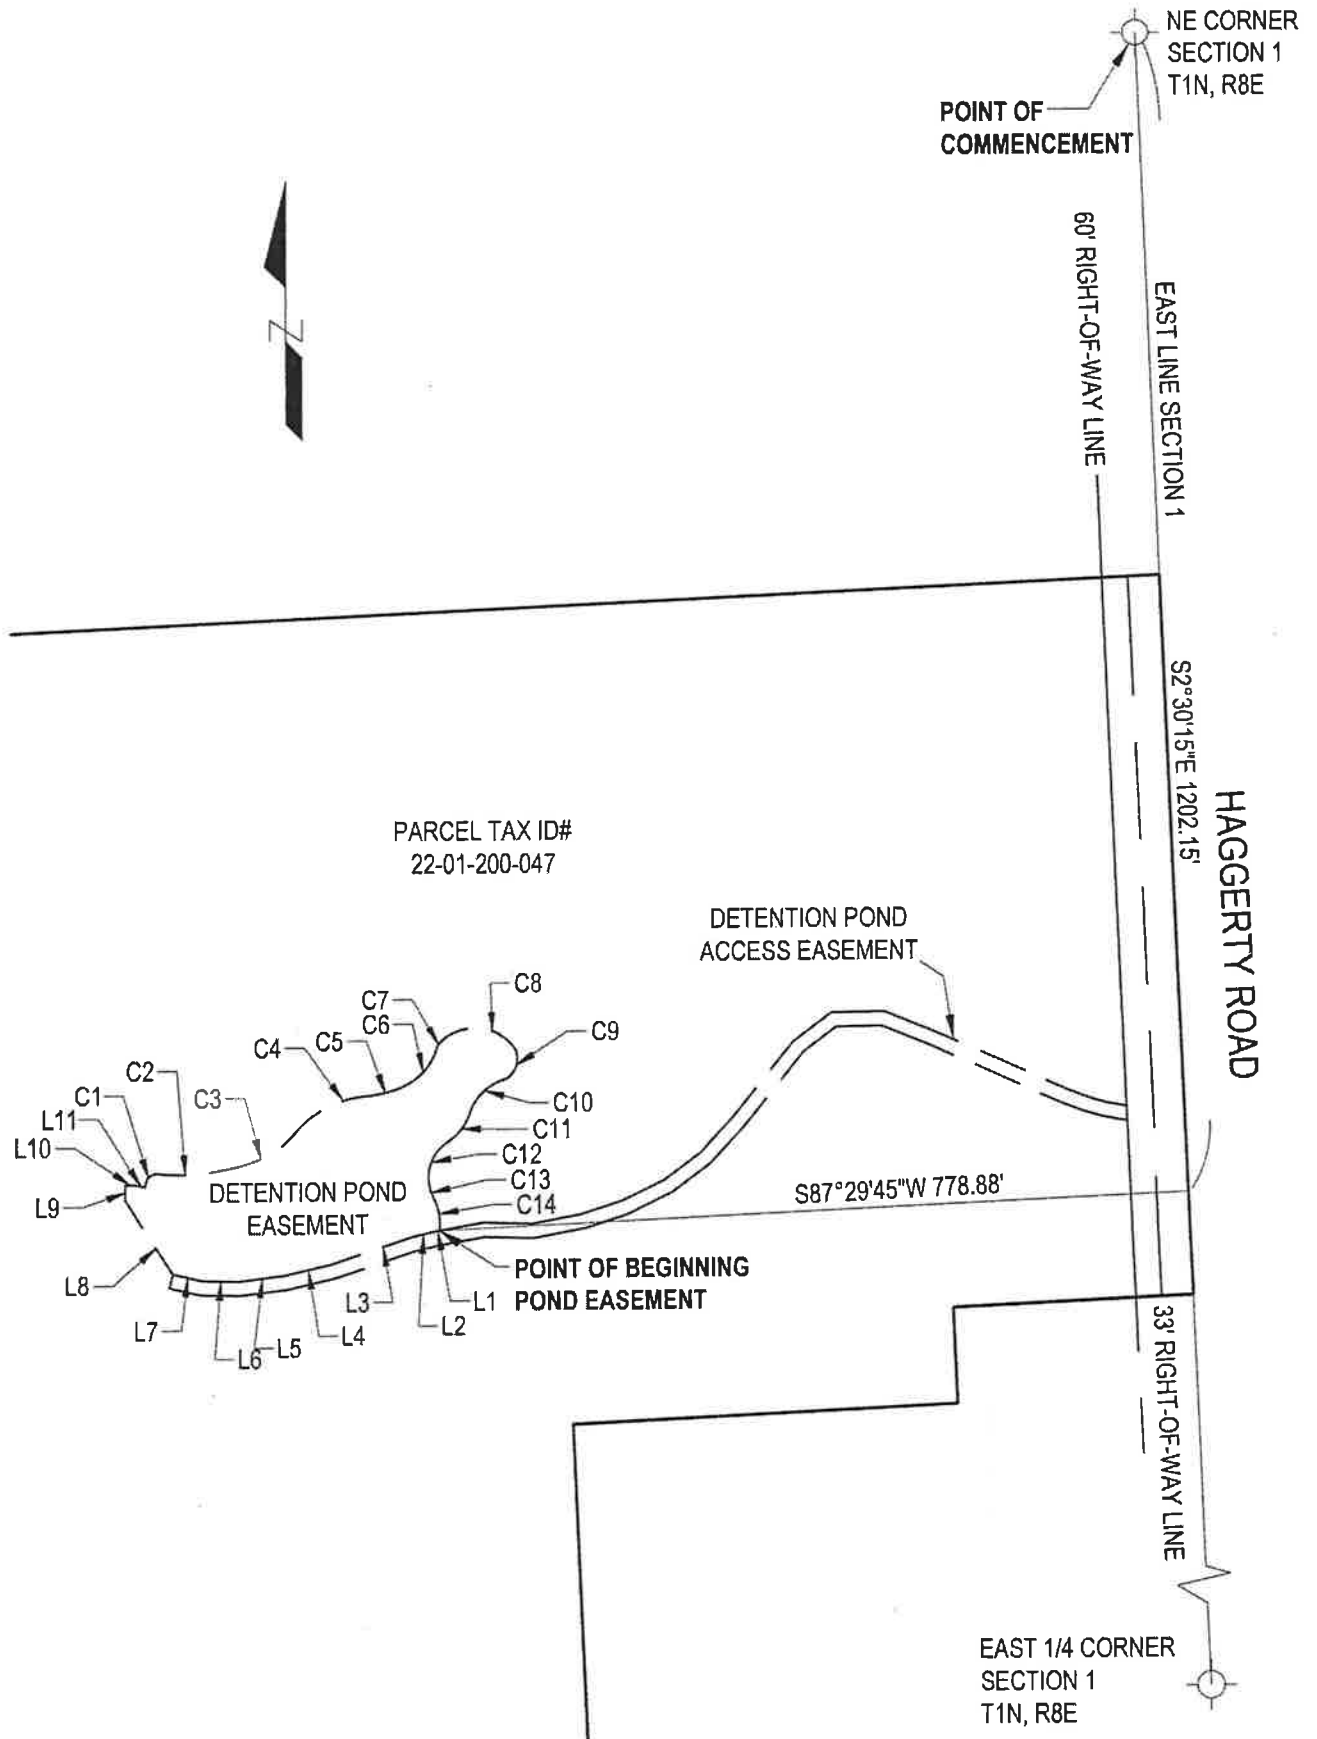 NE CORNER
SECTION 1
T1N, R8E
POINT OF
COMMENCEMENT
60' RIGHT-OF-WAY LINE
EAST LINE SECTION 1
N
S2°30'15"E 1202.15'
HAGGERTY ROAD
PARCEL TAX ID#
22-01-200-047
DETENTION POND
ACCESS EASEMENT
C8
C7
C6
C9
C5
C4
C2
C10
C1
C3
L11
C11
L10
C12
C13
DETENTION POND
EASEMENT
S87°29'45"W 778.88'
L9
C14
POINT OF BEGINNING
POND EASEMENT
L8
L3
L1
L2
L7
L4
L5
L6
33' RIGHT-OF-WAY LINE
EAST 1/4 CORNER
SECTION 1
T1N, R8E